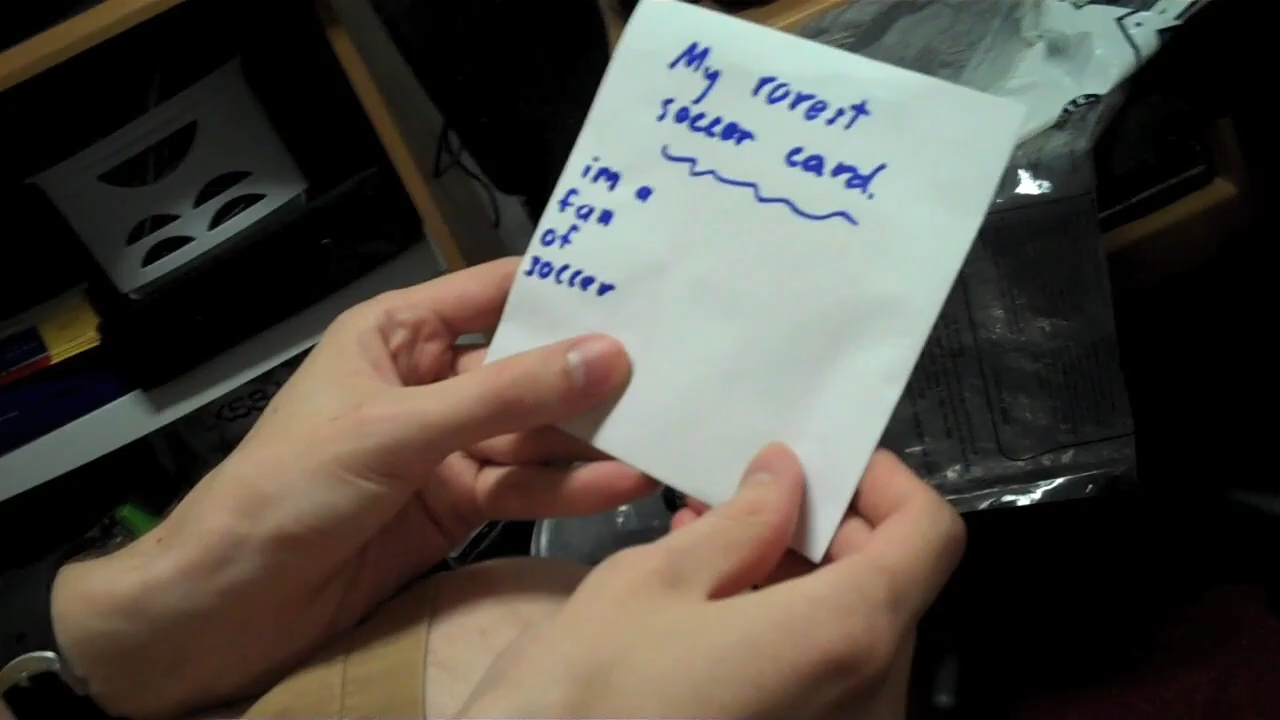 My rarest
soccer card.
im a
fan
of
soccer